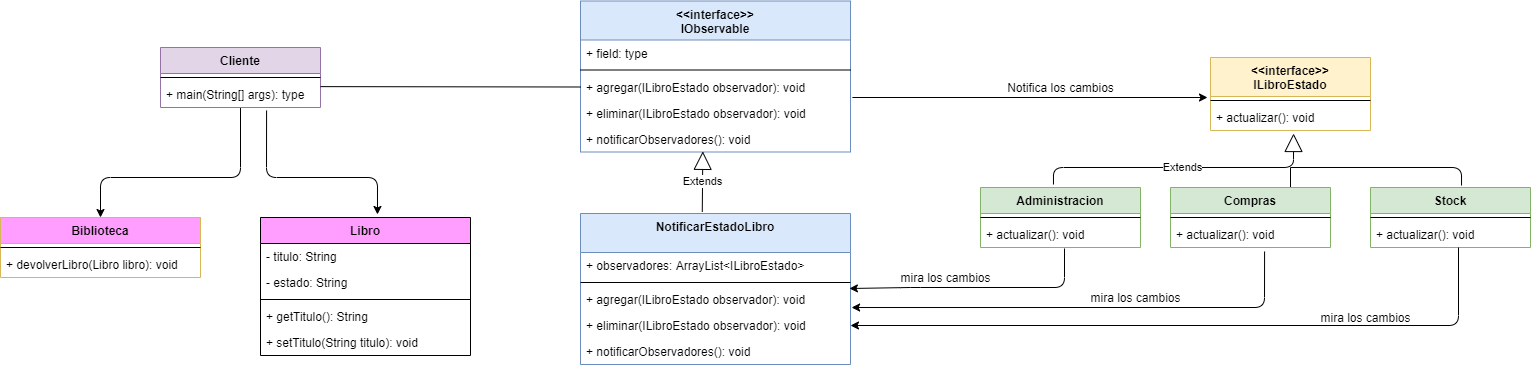 <<interface>>
IObservable
+ field: type
+ agregar(ILibroEstado observador): void
+ eliminar(ILibroEstado observador): void
+ notificarObservadores(): void
Cliente
+ main(String[] args): type
Notifica los cambios
<<interface>>
ILibroEstado
+ actualizar(): void
Extends
Extends
Biblioteca
+ devolverLibro(Libro libro): void
Libro
- titulo: String
- estado: String
+ getTitulo(): String
+ setTitulo(String titulo): void
NotificarEstadoLibro
+ observadores: ArrayList<ILibroEstado>
+ agregar(ILibroEstado observador): void
+ eliminar(ILibroEstado observador): void
+ notificarObservadores(): void
Administracion
+ actualizar(): void
Compras
+ actualizar(): void
Stock
+ actualizar(): void
mira los cambios
mira los cambios
mira los cambios